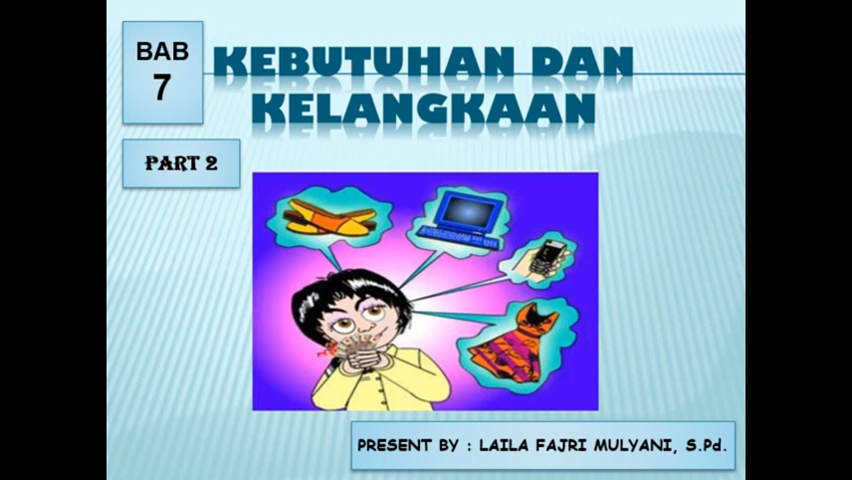 BAB
7
KEBUTUHAN DAN
KELANGKAAN
PART 2
PRESENT BY : LAILA FAJRI MULYANI, S.Pd.